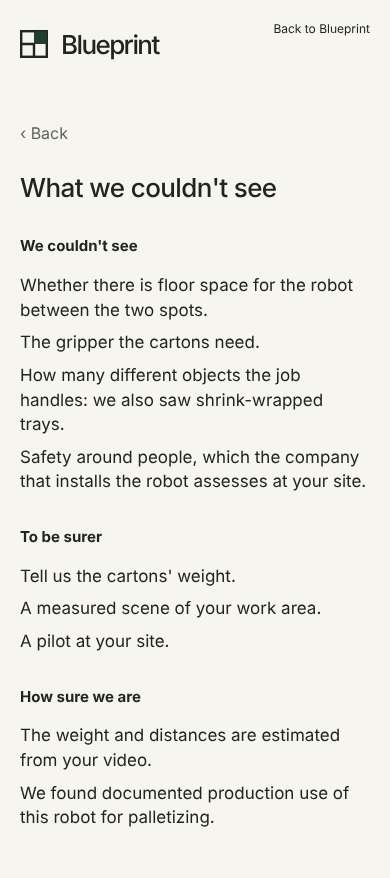 Blueprint
Back to Blueprint
‹ Back
What we couldn't see
We couldn't see
Whether there is floor space for the robot
between the two spots.
The gripper the cartons need.
How many different objects the job
handles: we also saw shrink-wrapped
trays.
Safety around people, which the company
that installs the robot assesses at your site.
To be surer
Tell us the cartons' weight.
A measured scene of your work area.
A pilot at your site.
How sure we are
The weight and distances are estimated
from your video.
We found documented production use of
this robot for palletizing.